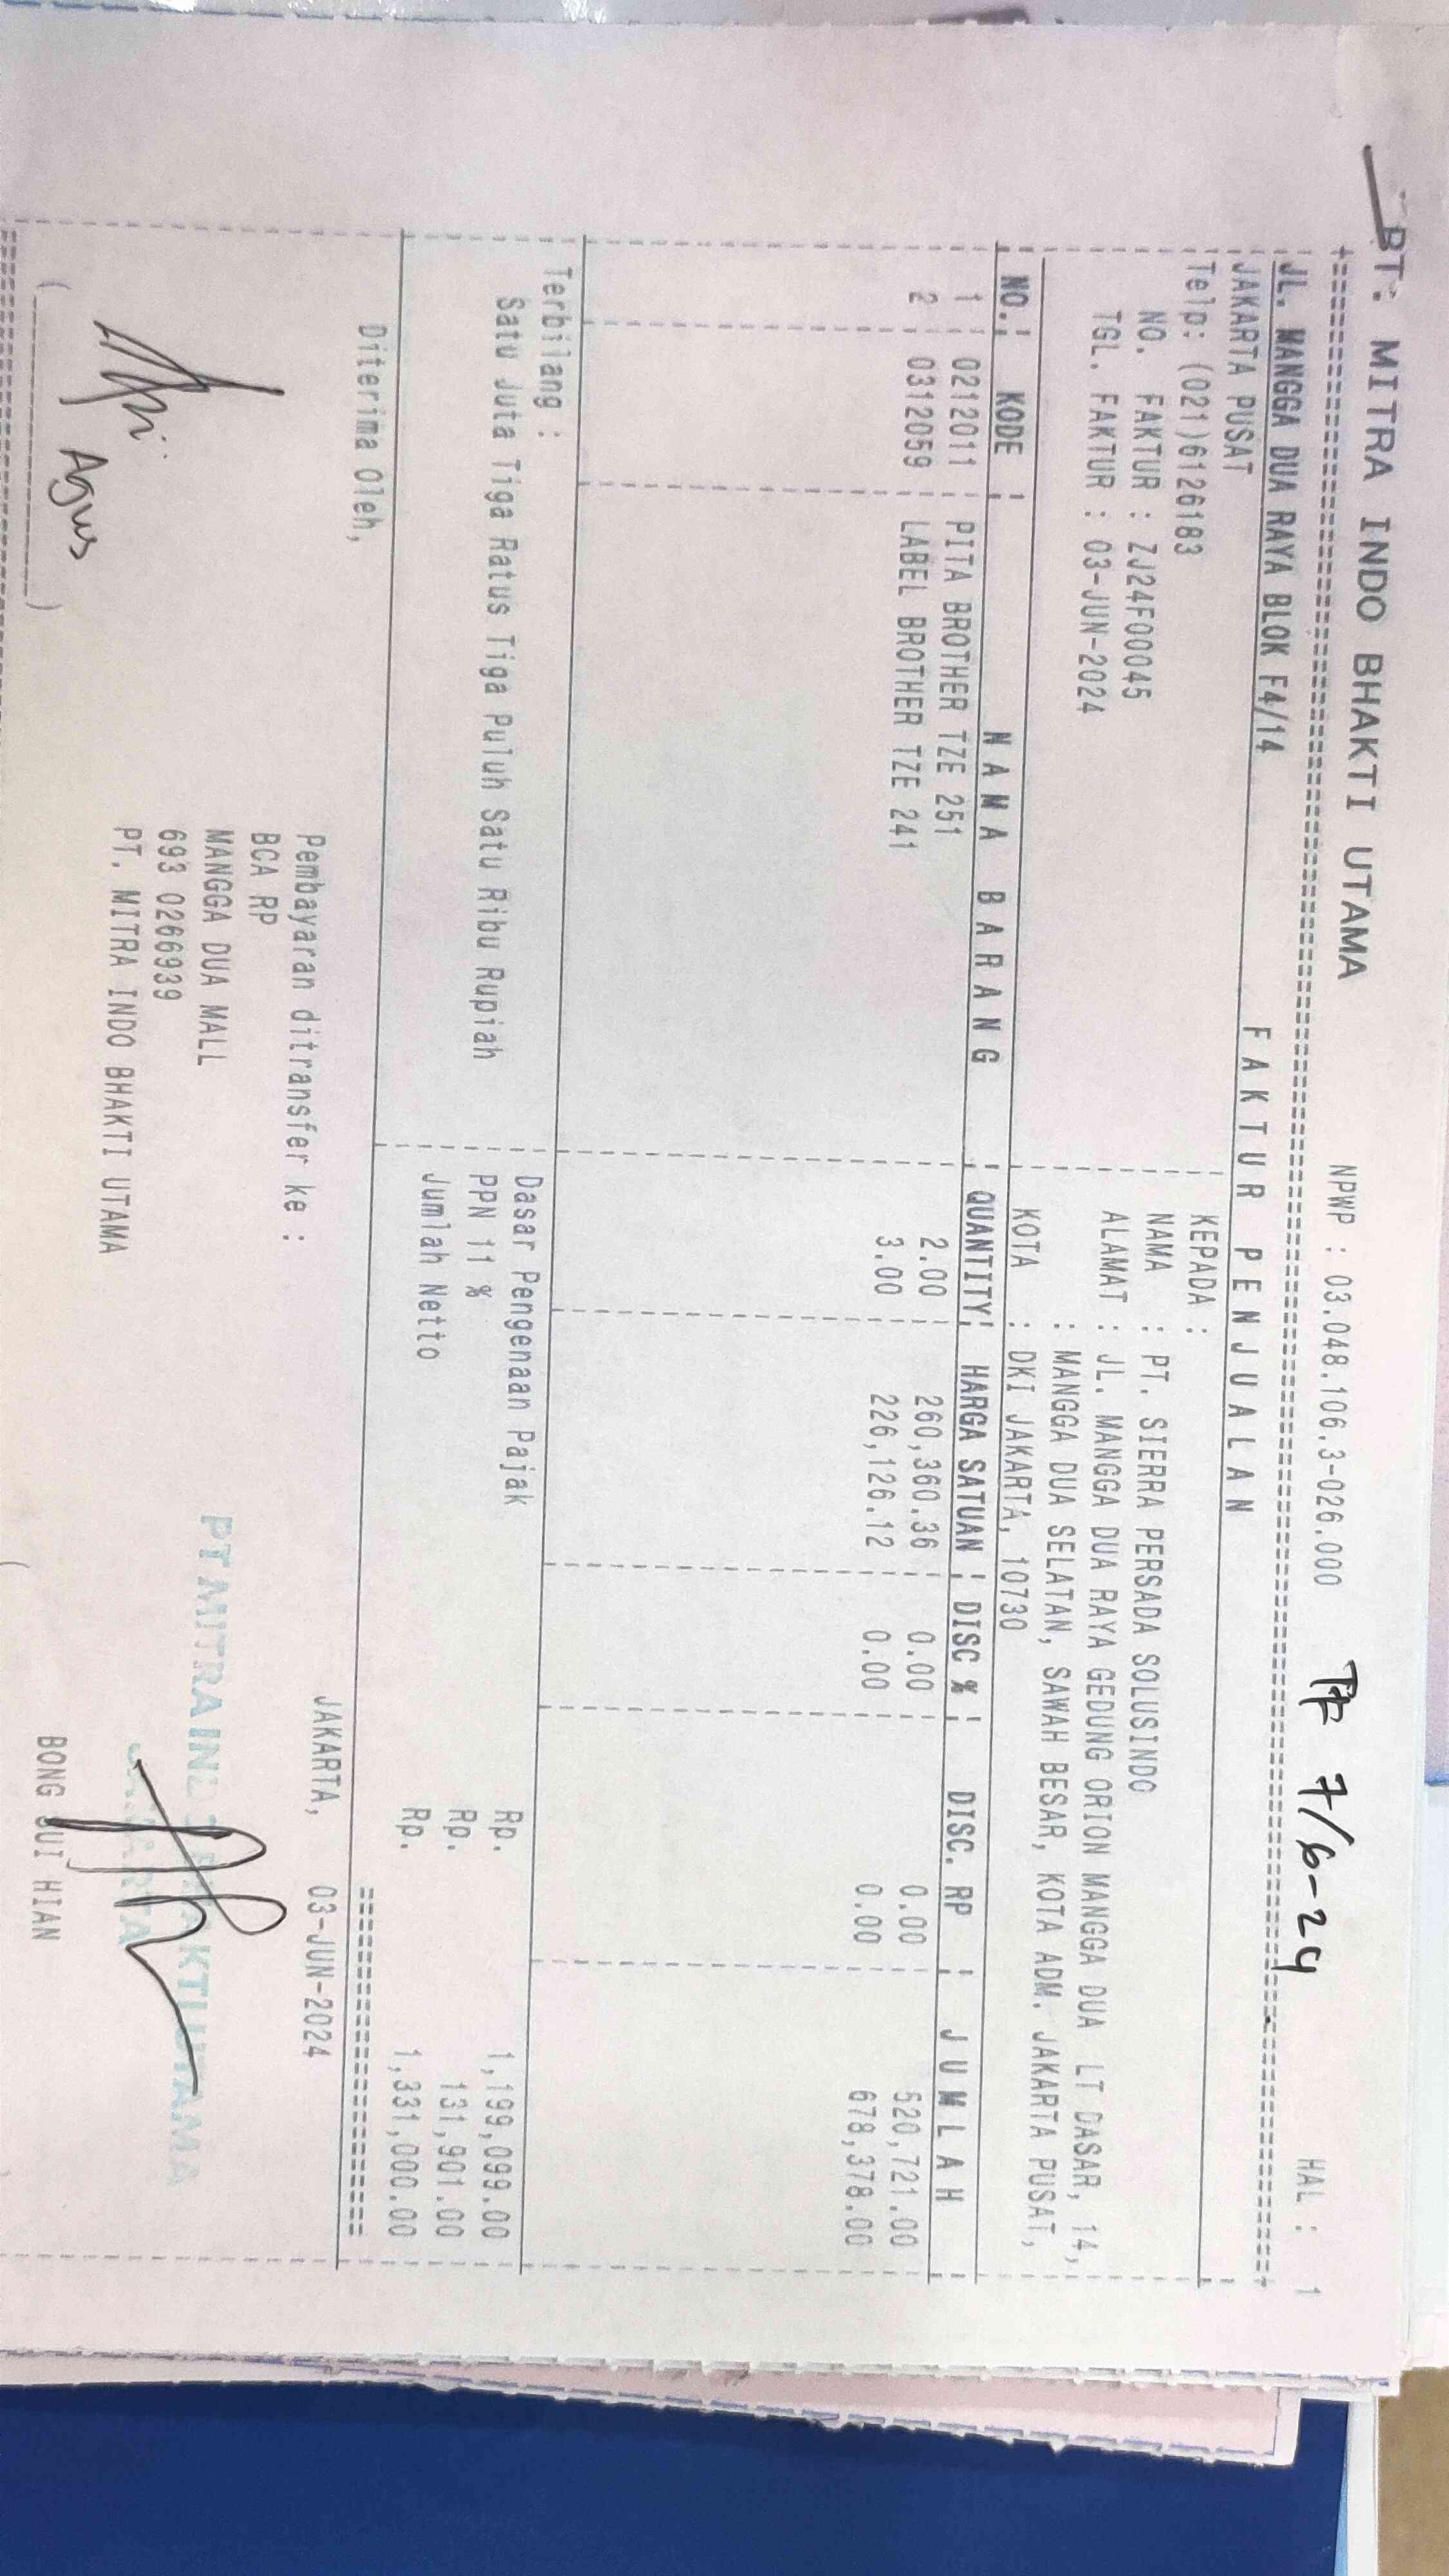 PT. MITRA INDO BHAKTI UTAMA NPWP : 03.048.106.3-026.000 TF 7/6-24 HAL : 1
JL. MANGGA DUA RAYA BLOK F4/14
JAKARTA PUSAT F A K T U R P E N J U A L A N
Telp: (021)6126183 KEPADA :
NO. FAKTUR : ZJ24F00045 NAMA : PT. SIERRA PERSADA SOLUSINDO
TGL. FAKTUR : 03-JUN-2024 ALAMAT : JL. MANGGA DUA RAYA GEDUNG ORION MANGGA DUA LT DASAR, 14,
: MANGGA DUA SELATAN, SAWAH BESAR, KOTA ADM. JAKARTA PUSAT,
KOTA : DKI JAKARTA, 10730
NO. KODE N A M A B A R A N G QUANTITY HARGA SATUAN DISC % DISC. RP J U M L A H
1 0212011 PITA BROTHER TZE 251 2.00 260,360.36 0.00 0.00 520,721.00
2 0312059 LABEL BROTHER TZE 241 3.00 226,126.12 0.00 0.00 678,378.00
Terbilang : Dasar Pengenaan Pajak Rp. 1,199,099.00
Satu Juta Tiga Ratus Tiga Puluh Satu Ribu Rupiah PPN 11 % Rp. 131,901.00
Jumlah Netto Rp. 1,331,000.00
Diterima Oleh, Pembayaran ditransfer ke : JAKARTA, 03-JUN-2024
BCA RP
MANGGA DUA MALL
693 0266939
PT. MITRA INDO BHAKTI UTAMA
PT MITRA INDO BHAKTI UTAMA
JAKARTA
Agus
BONG SUI HIAN